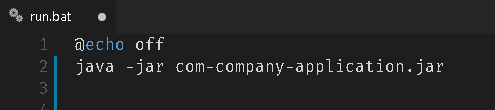 run.bat
1 @echo off
2 java -jar com-company-application.jar
3
4